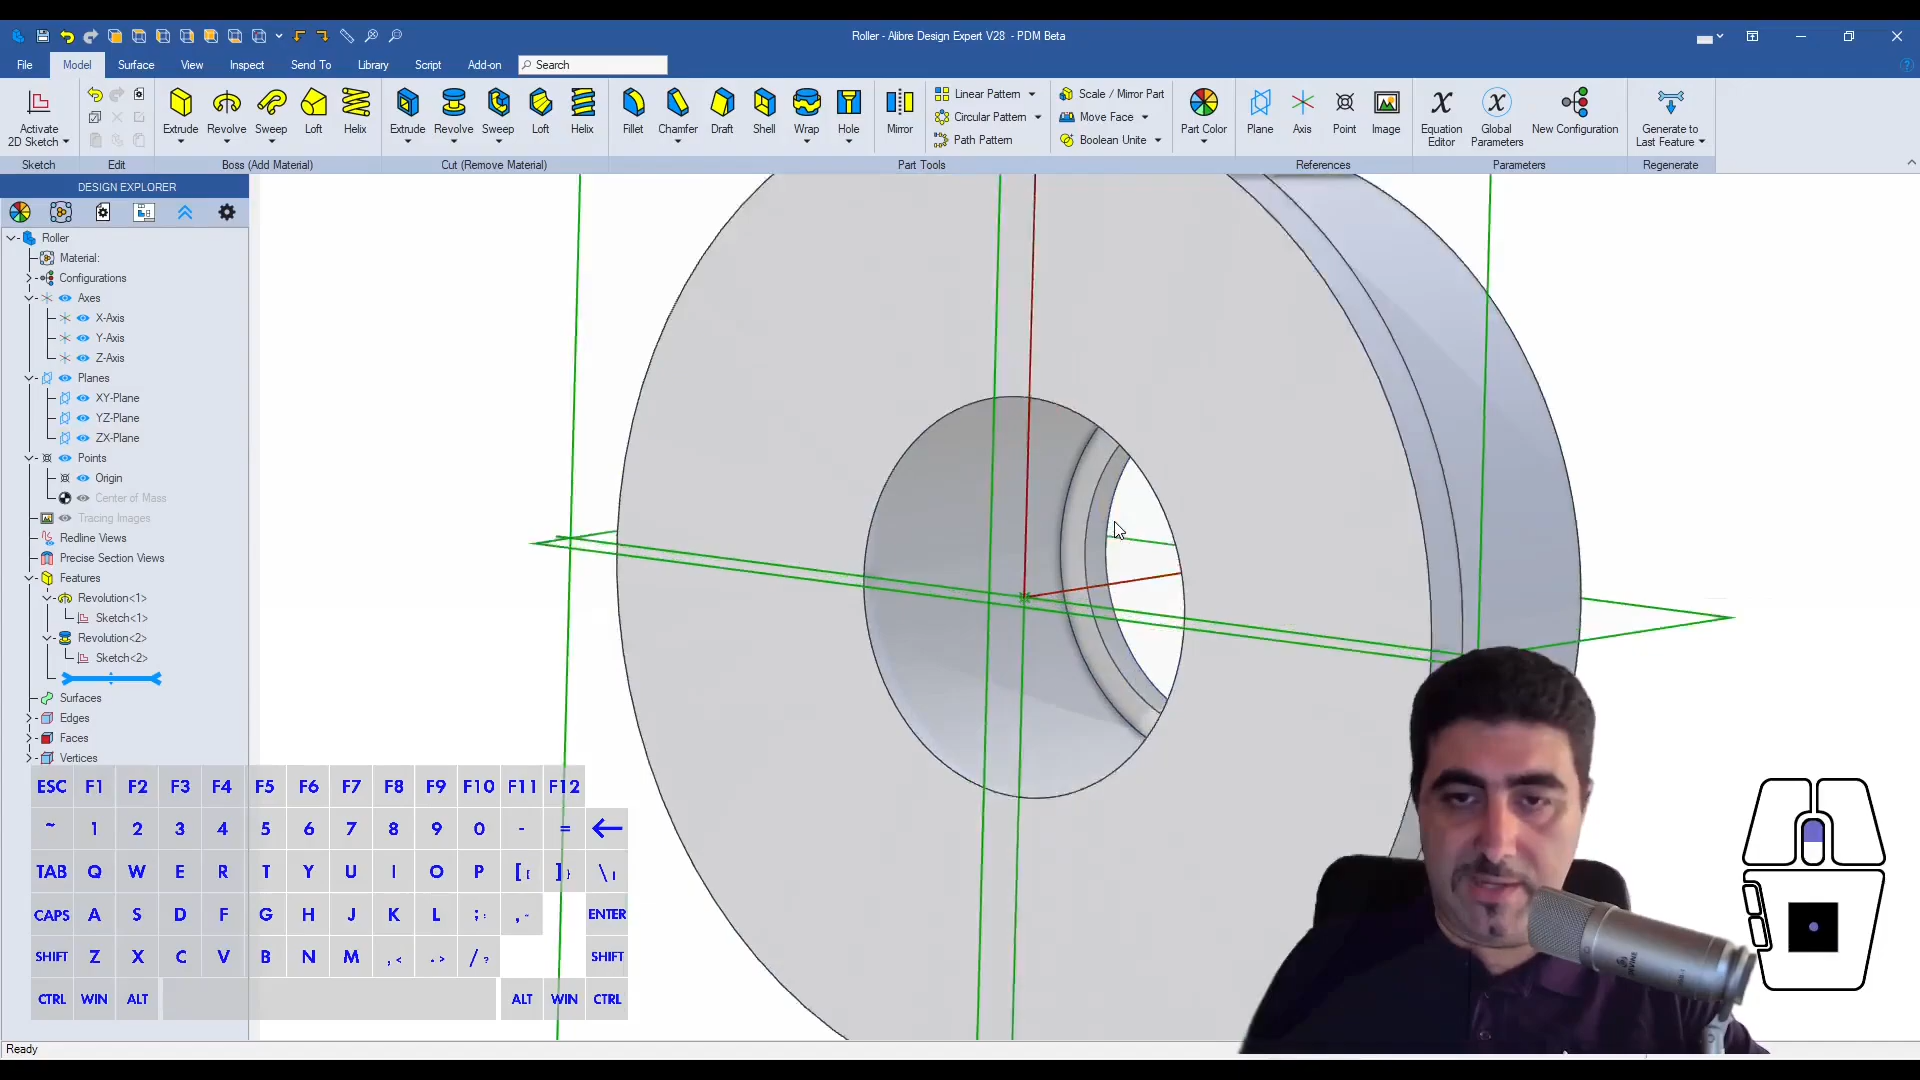 Roller - Alibre Design Expert V28 - PDM Beta
File Model Surface View Inspect Send To Library Script Add-on Search
Activate 2D Sketch
Sketch
Edit
Extrude Revolve Sweep Loft Helix
Boss (Add Material)
Extrude Revolve Sweep Loft Helix
Cut (Remove Material)
Fillet Chamfer Draft Shell Wrap Hole Mirror
Linear Pattern
Circular Pattern
Path Pattern
Scale / Mirror Part
Move Face
Boolean Unite
Part Tools
Part Color
Plane Axis Point Image
References
Equation Editor
Global Parameters
New Configuration
Parameters
Generate to Last Feature
Regenerate
DESIGN EXPLORER
Roller
Material:
Configurations
Axes
X-Axis
Y-Axis
Z-Axis
Planes
XY-Plane
YZ-Plane
ZX-Plane
Points
Origin
Center of Mass
Tracing Images
Redline Views
Precise Section Views
Features
Revolution<1>
Sketch<1>
Revolution<2>
Sketch<2>
Surfaces
Edges
Faces
Vertices
ESC F1 F2 F3 F4 F5 F6 F7 F8 F9 F10 F11 F12
~ 1 2 3 4 5 6 7 8 9 0 - = ←
TAB Q W E R T Y U I O P [ ] \
CAPS A S D F G H J K L ; ENTER
SHIFT Z X C V B N M , < . > / ? SHIFT
CTRL WIN ALT ALT WIN CTRL
Ready